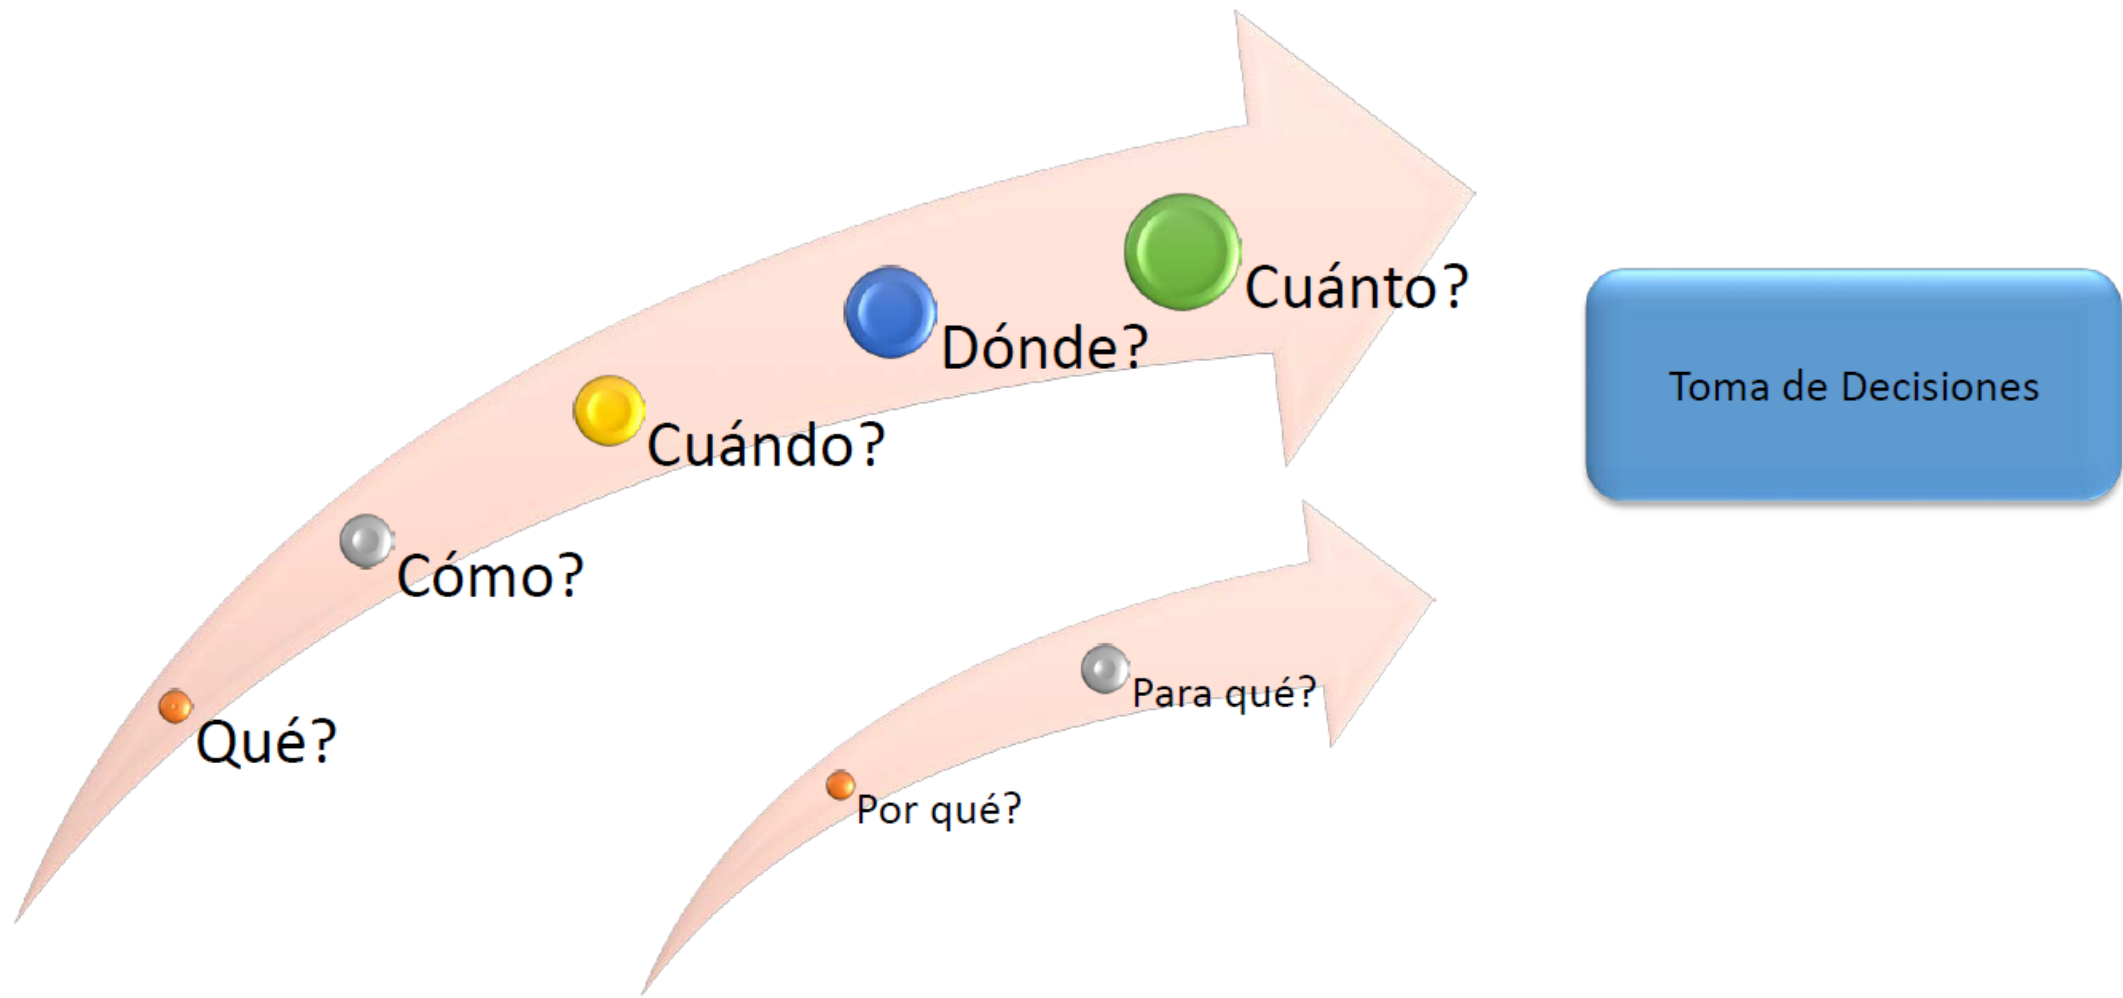 Qué?
Cómo?
Cuándo?
Dónde?
Cuánto?
Por qué?
Para qué?
Toma de Decisiones